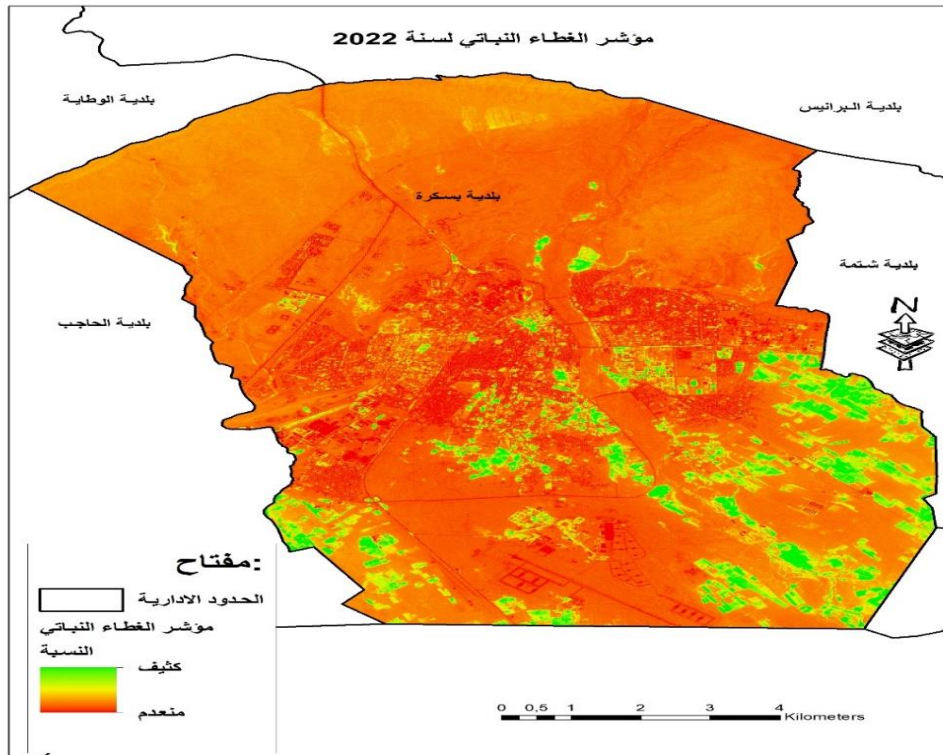 مؤشر الغطاء النباتي لسنة 2022
بلدية الوطاية
بلدية البرانيس
بلدية بسكرة
بلدية شتمة
بلدية الحاجب
N
مفتاح:
الحدود الادارية
مؤشر الغطاء النباتي
النسبة
كثيف
منعدم
0 0,5 1 2 3 4
Kilometers